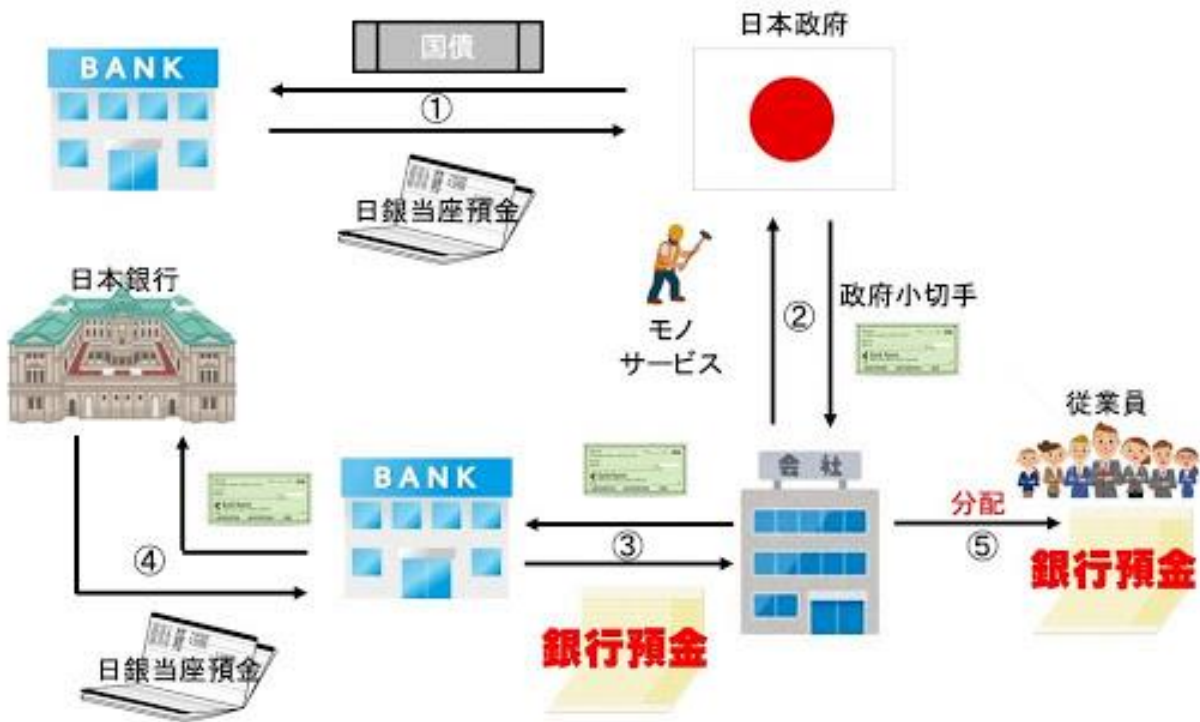 日本政府
国債
BANK
①
日銀当座預金
日本銀行
モノ
サービス
②
政府小切手
従業員
BANK
会社
分配
③
④
⑤
銀行預金
銀行預金
日銀当座預金